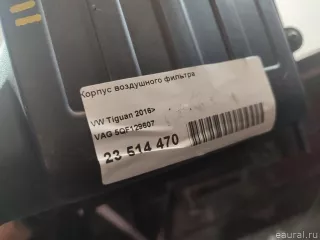 Корпус воздушного фильтра
VW Tiguan 2016>
VAG 5QF129607
23 514 470
eaural.ru